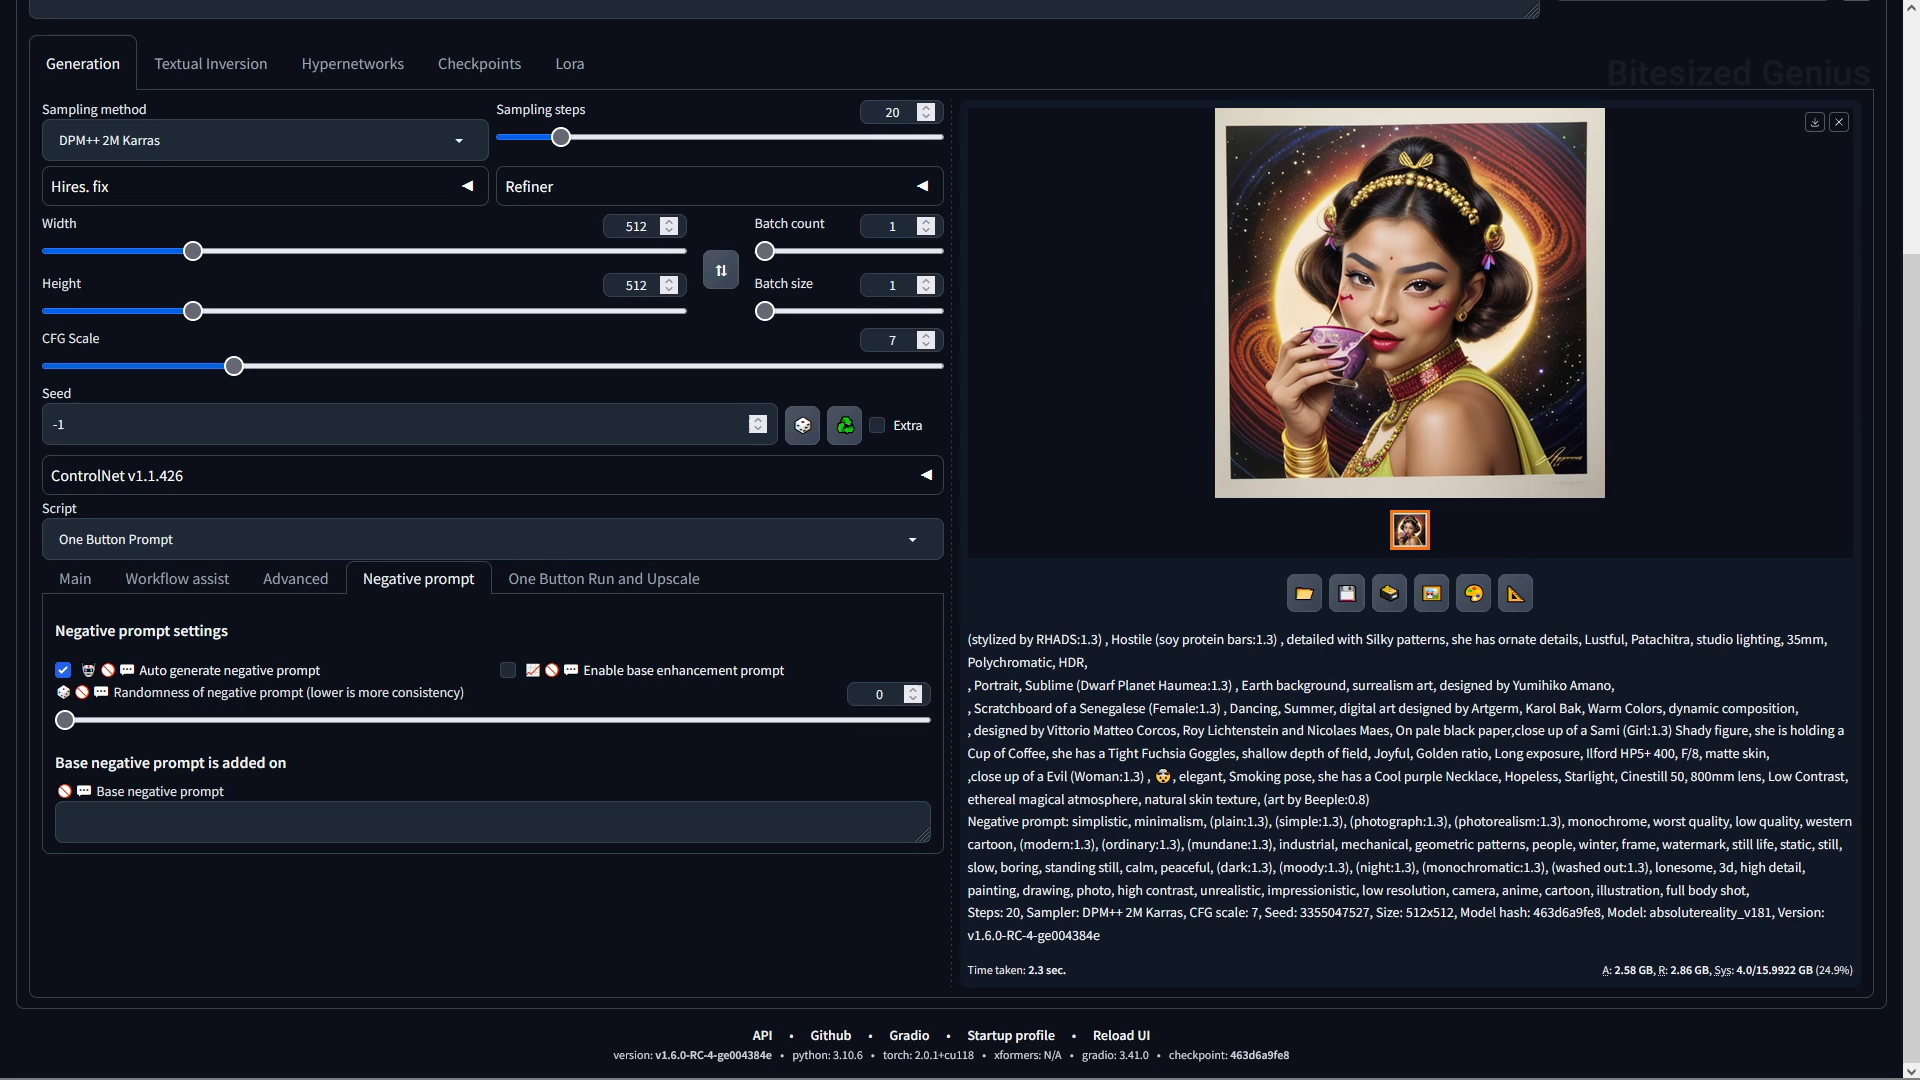 Generation
Textual Inversion
Hypernetworks
Checkpoints
Lora
Bitesized Genius
Sampling method
DPM++ 2M Karras
Sampling steps
20
Hires. fix
Refiner
Width
512
Batch count
1
Height
512
Batch size
1
CFG Scale
7
Seed
-1
Extra
ControlNet v1.1.426
Script
One Button Prompt
Main
Workflow assist
Advanced
Negative prompt
One Button Run and Upscale
Negative prompt settings
Auto generate negative prompt
Enable base enhancement prompt
Randomness of negative prompt (lower is more consistency)
0
Base negative prompt is added on
Base negative prompt
(stylized by RHADS:1.3) , Hostile (soy protein bars:1.3) , detailed with Silky patterns, she has ornate details, Lustful, Patachitra, studio lighting, 35mm,
Polychromatic, HDR,
, Portrait, Sublime (Dwarf Planet Haumea:1.3) , Earth background, surrealism art, designed by Yumihiko Amano,
, Scratchboard of a Senegalese (Female:1.3) , Dancing, Summer, digital art designed by Artgerm, Karol Bak, Warm Colors, dynamic composition,
, designed by Vittorio Matteo Corcos, Roy Lichtenstein and Nicolaes Maes, On pale black paper,close up of a Sami (Girl:1.3) Shady figure, she is holding a
Cup of Coffee, she has a Tight Fuchsia Goggles, shallow depth of field, Joyful, Golden ratio, Long exposure, Ilford HP5+ 400, F/8, matte skin,
,close up of a Evil (Woman:1.3) , 🤯, elegant, Smoking pose, she has a Cool purple Necklace, Hopeless, Starlight, Cinestill 50, 800mm lens, Low Contrast,
ethereal magical atmosphere, natural skin texture, (art by Beeple:0.8)
Negative prompt: simplistic, minimalism, (plain:1.3), (simple:1.3), (photograph:1.3), (photorealism:1.3), monochrome, worst quality, low quality, western
cartoon, (modern:1.3), (ordinary:1.3), (mundane:1.3), industrial, mechanical, geometric patterns, people, winter, frame, watermark, still life, static, still,
slow, boring, standing still, calm, peaceful, (dark:1.3), (moody:1.3), (night:1.3), (monochromatic:1.3), (washed out:1.3), lonesome, 3d, high detail,
painting, drawing, photo, high contrast, unrealistic, impressionistic, low resolution, camera, anime, cartoon, illustration, full body shot,
Steps: 20, Sampler: DPM++ 2M Karras, CFG scale: 7, Seed: 3355047527, Size: 512x512, Model hash: 463d6a9fe8, Model: absolutereality_v181, Version:
v1.6.0-RC-4-ge004384e
Time taken: 2.3 sec.
A: 2.58 GB, R: 2.86 GB, Sys: 4.0/15.9922 GB (24.9%)
API • Github • Gradio • Startup profile • Reload UI
version: v1.6.0-RC-4-ge004384e • python: 3.10.6 • torch: 2.0.1+cu118 • xformers: N/A • gradio: 3.41.0 • checkpoint: 463d6a9fe8